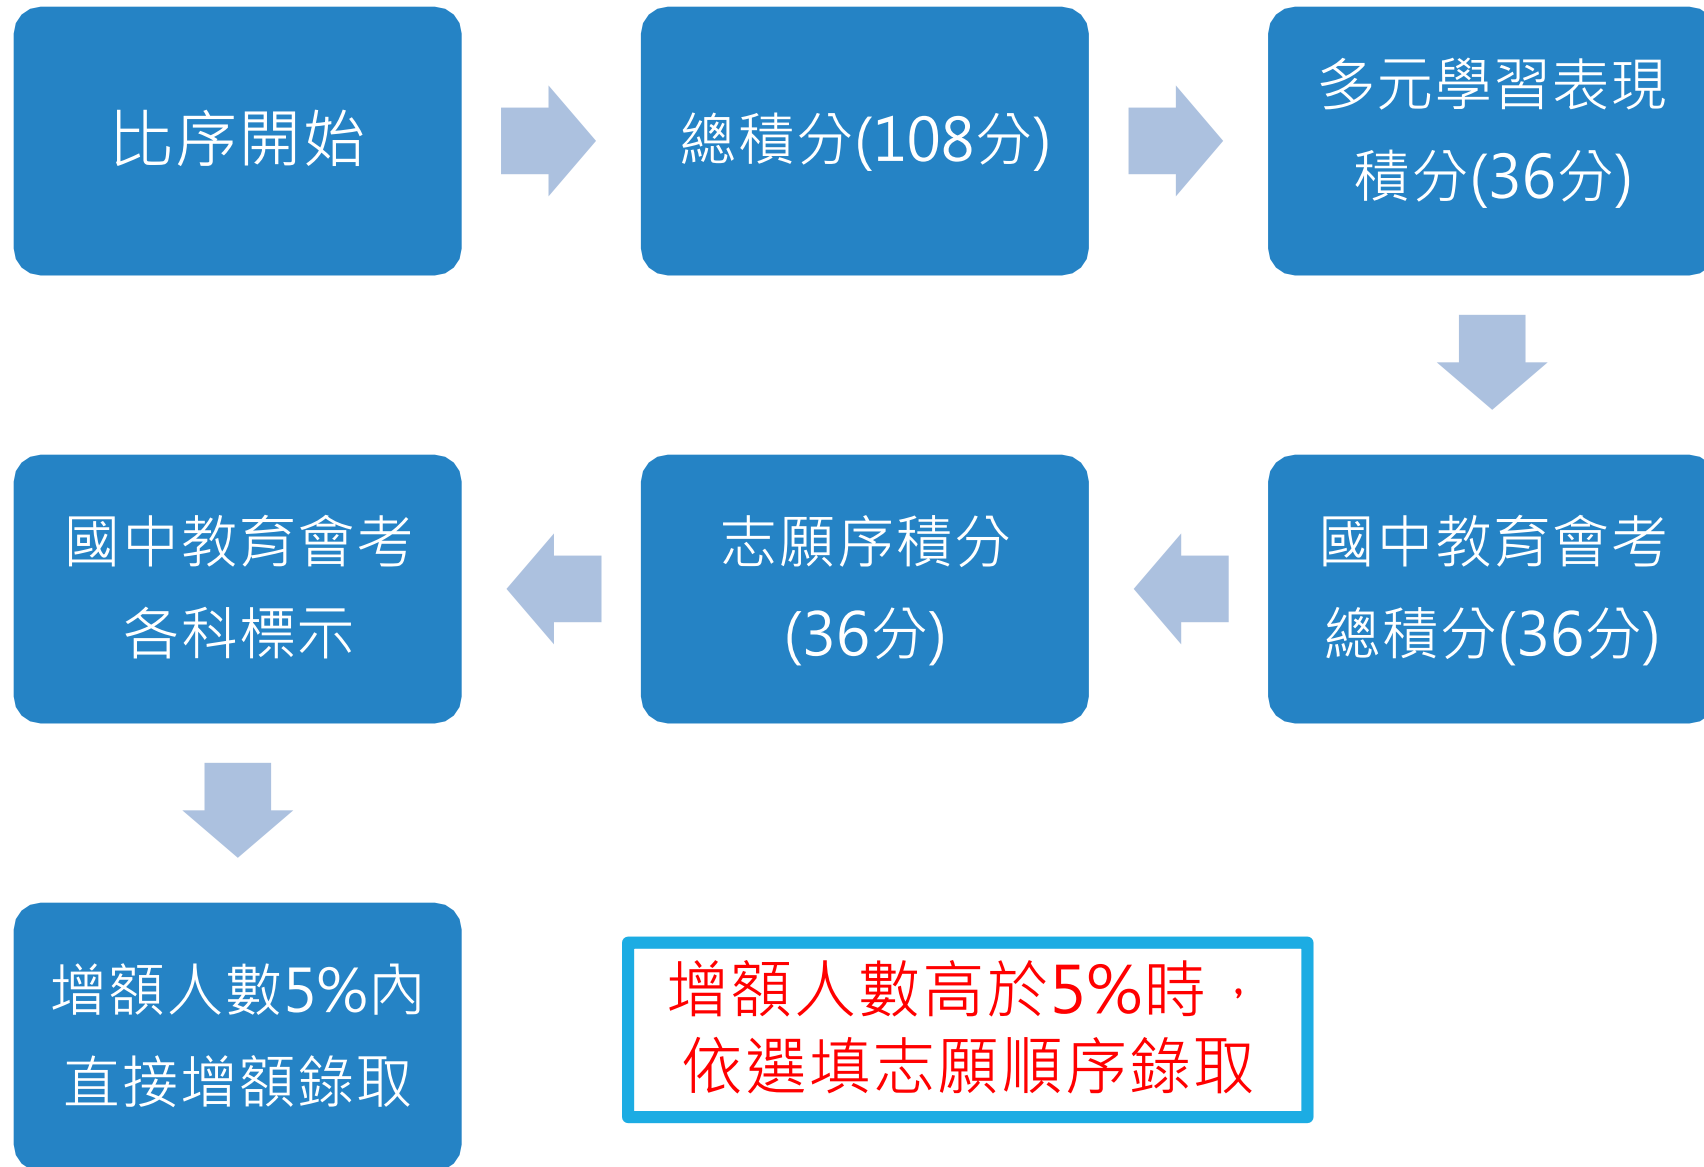 比序開始
總積分(108分)
多元學習表現
積分(36分)
國中教育會考
總積分(36分)
志願序積分
(36分)
國中教育會考
各科標示
增額人數5%內
直接增額錄取
增額人數高於5%時，
依選填志願順序錄取